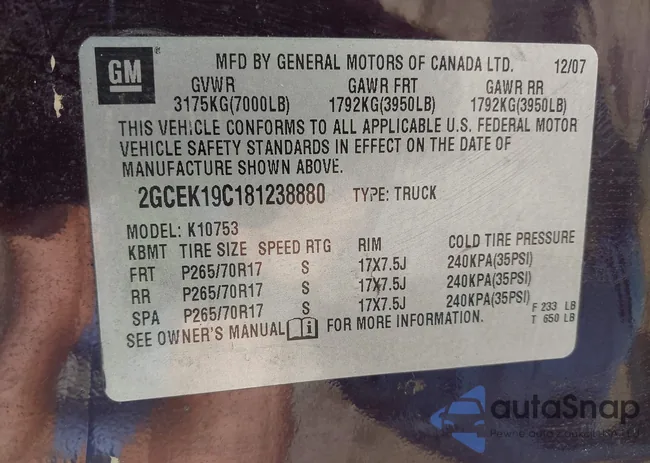 GM
MFD BY GENERAL MOTORS OF CANADA LTD. 12/07
GVWR GAWR FRT GAWR RR
3175KG(7000LB) 1792KG(3950LB) 1792KG(3950LB)
THIS VEHICLE CONFORMS TO ALL APPLICABLE U.S. FEDERAL MOTOR
VEHICLE SAFETY STANDARDS IN EFFECT ON THE DATE OF
MANUFACTURE SHOWN ABOVE.
2GCEK19C181238880 TYPE: TRUCK
MODEL: K10753
KBMT TIRE SIZE SPEED RTG RIM COLD TIRE PRESSURE
FRT P265/70R17 S 17X7.5J 240KPA(35PSI)
RR P265/70R17 S 17X7.5J 240KPA(35PSI)
SPA P265/70R17 S 17X7.5J 240KPA(35PSI)
F 233 LB
T 650 LB
SEE OWNER'S MANUAL i FOR MORE INFORMATION.
autaSnap
Pewne auta z